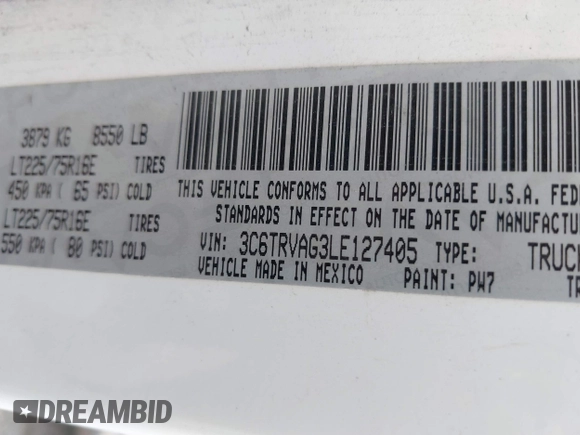 3879 KG 8550 LB
LT225/75R16E TIRES
450 KPA ( 65 PSI) COLD
LT225/75R16E TIRES
550 KPA ( 80 PSI) COLD
THIS VEHICLE CONFORMS TO ALL APPLICABLE U.S.A. FED
STANDARDS IN EFFECT ON THE DATE OF MANUFACTU
VIN: 3C6TRVAG3LE127405 TYPE: TRUCK
VEHICLE MADE IN MEXICO PAINT: PW7 TR
DREAMBID